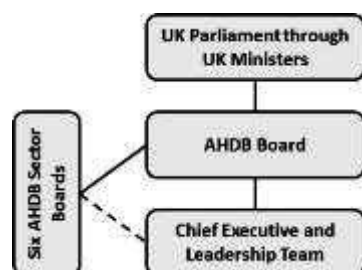 UK Parliament through
UK Ministers
AHDB Board
Six AHDB Sector
Boards
Chief Executive and
Leadership Team